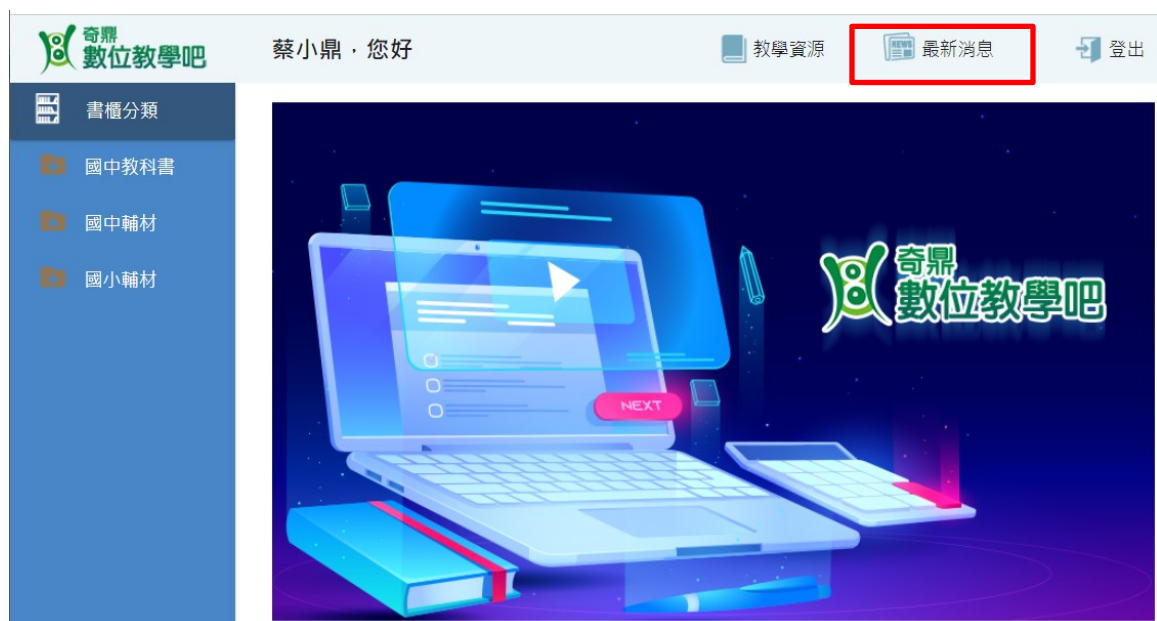 奇鼎
數位教學吧
蔡小鼎，您好
教學資源
NEWS
最新消息
登出
書櫃分類
國中教科書
國中輔材
國小輔材
奇鼎
數位教學吧
NEXT